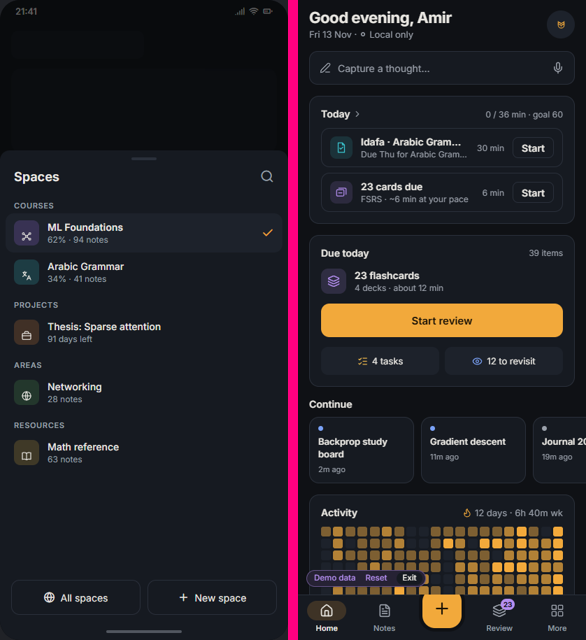 21:41
Spaces
COURSES
ML Foundations
62% · 94 notes
Arabic Grammar
34% · 41 notes
PROJECTS
Thesis: Sparse attention
91 days left
AREAS
Networking
28 notes
RESOURCES
Math reference
63 notes
All spaces
New space
Good evening, Amir
Fri 13 Nov · Local only
Capture a thought...
Today
0 / 36 min · goal 60
Idafa · Arabic Gram...
Due Thu for Arabic Gram...
30 min
Start
23 cards due
FSRS · ~6 min at your pace
6 min
Start
Due today
39 items
23 flashcards
4 decks · about 12 min
Start review
4 tasks
12 to revisit
Continue
Backprop study board
2m ago
Gradient descent
11m ago
Journal 20
19m ago
Activity
12 days · 6h 40m wk
Demo data
Reset
Exit
Home
Notes
23
Review
More